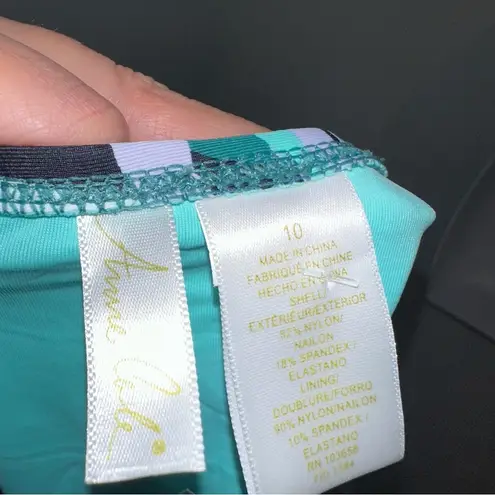 Anne Cole®
10
MADE IN CHINA
FABRIQUÉ EN CHINE
HECHO EN CHINA
SHELL/
EXTÉRIEUR/EXTERIOR
82% NYLON/
NAILON
18% SPANDEX/
ELASTANO
LINING/
DOUBLURE/FORRO
90% NYLON/NAILON
10% SPANDEX/
ELASTANO
RN 103656